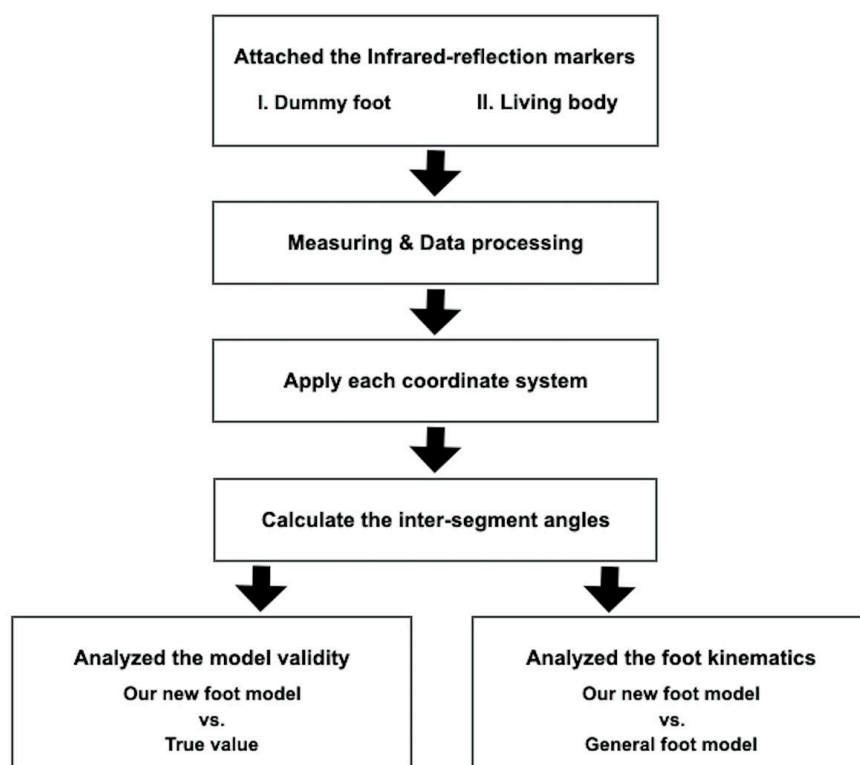 Attached the Infrared-reflection markers
I. Dummy foot II. Living body
Measuring & Data processing
Apply each coordinate system
Calculate the inter-segment angles
Analyzed the model validity
Our new foot model
vs.
True value
Analyzed the foot kinematics
Our new foot model
vs.
General foot model